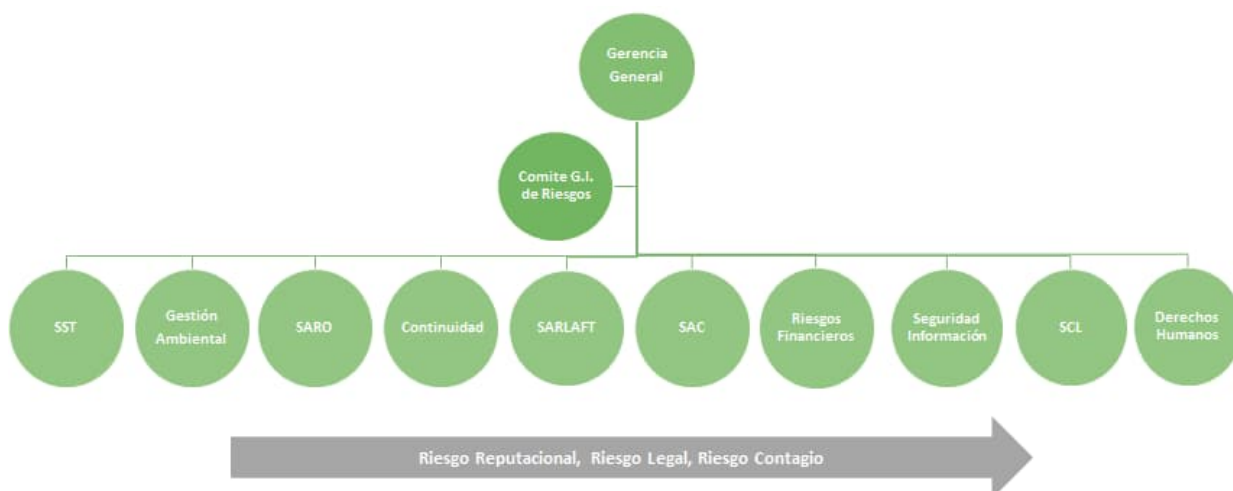 Gerencia
General
Comite G.I.
de Riesgos
SST
Gestión
Ambiental
SARO
Continuidad
SARLAFT
SAC
Riesgos
Financieros
Seguridad
Información
SCL
Derechos
Humanos
Riesgo Reputacional, Riesgo Legal, Riesgo Contagio